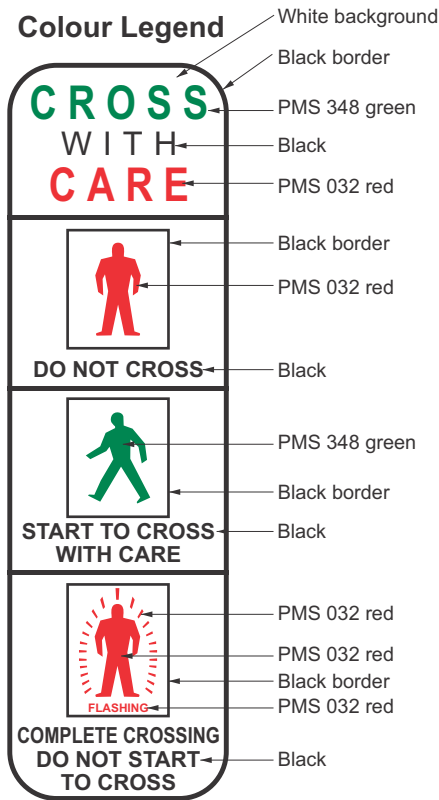 Colour Legend
White background
Black border
CROSS
PMS 348 green
WITH
Black
CARE
PMS 032 red
Black border
PMS 032 red
DO NOT CROSS
Black
PMS 348 green
Black border
START TO CROSS
Black
WITH CARE
PMS 032 red
PMS 032 red
Black border
FLASHING
PMS 032 red
COMPLETE CROSSING
DO NOT START
Black
TO CROSS